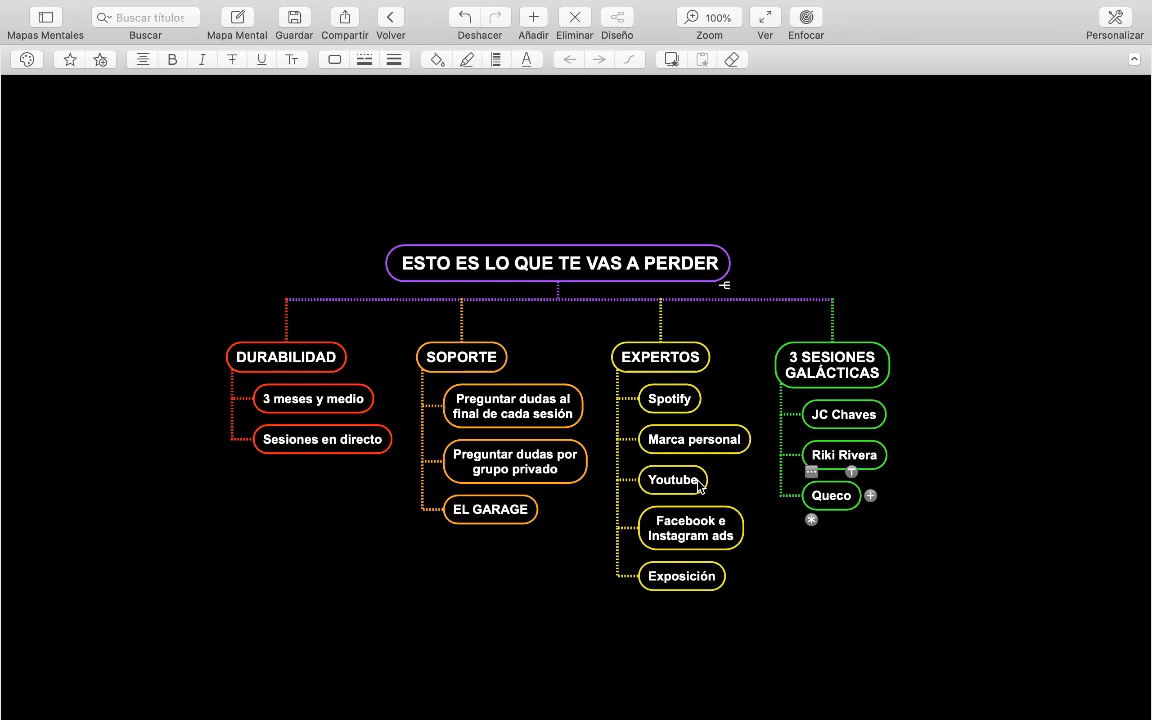 Buscar títulos
100%
Mapas Mentales
Buscar
Mapa Mental
Guardar
Compartir
Volver
Deshacer
Añadir
Eliminar
Diseño
Zoom
Ver
Enfocar
Personalizar
B I T U TT A
ESTO ES LO QUE TE VAS A PERDER
DURABILIDAD
3 meses y medio
Sesiones en directo
SOPORTE
Preguntar dudas al
final de cada sesión
Preguntar dudas por
grupo privado
EL GARAGE
EXPERTOS
Spotify
Marca personal
Youtube
Facebook e
Instagram ads
Exposición
3 SESIONES
GALÁCTICAS
JC Chaves
Riki Rivera
T
Queco